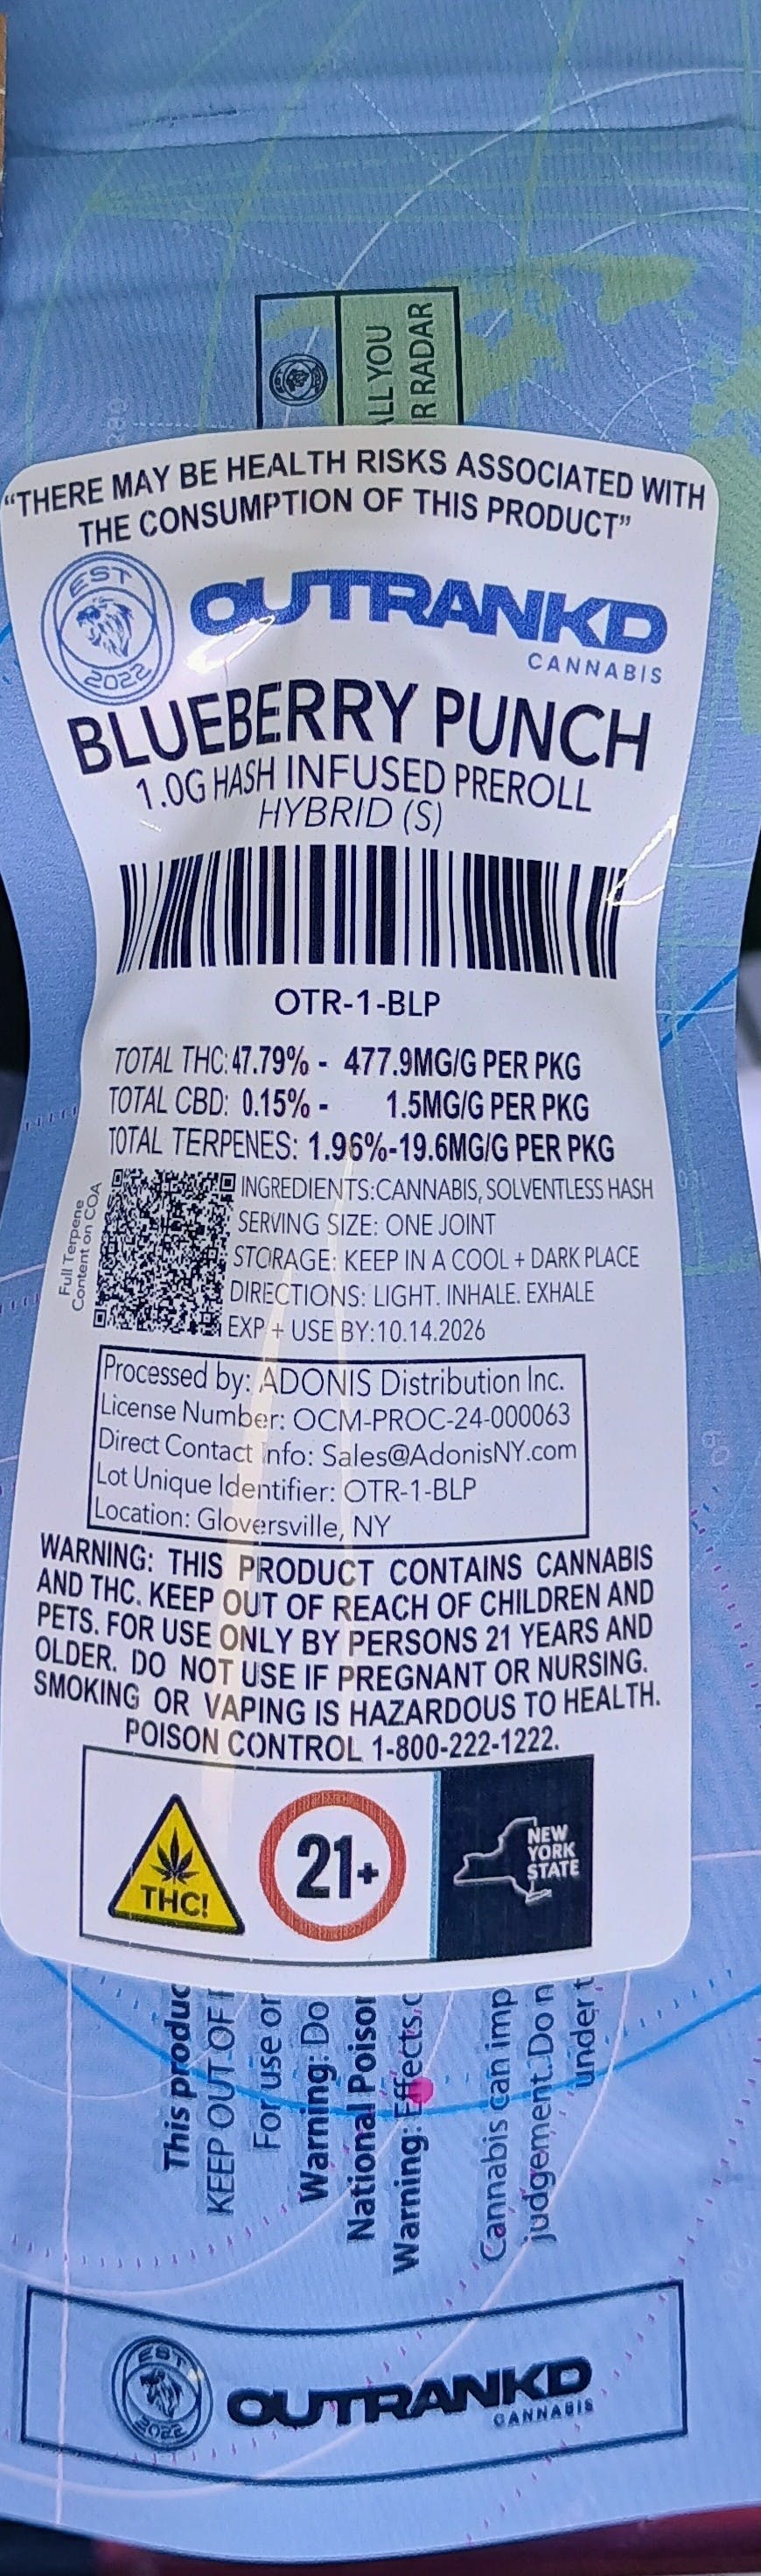 ALL YOU
R RADAR
"THERE MAY BE HEALTH RISKS ASSOCIATED WITH
THE CONSUMPTION OF THIS PRODUCT"
EST
2022
OUTRANKD
CANNABIS
BLUEBERRY PUNCH
1.0G HASH INFUSED PREROLL
HYBRID (S)
OTR-1-BLP
TOTAL THC: 47.79% - 477.9MG/G PER PKG
TOTAL CBD: 0.15% - 1.5MG/G PER PKG
TOTAL TERPENES: 1.96%-19.6MG/G PER PKG
Full Terpene
Content on COA
INGREDIENTS:CANNABIS, SOLVENTLESS HASH
SERVING SIZE: ONE JOINT
STORAGE: KEEP IN A COOL + DARK PLACE
DIRECTIONS: LIGHT. INHALE. EXHALE
EXP + USE BY:10.14.2026
Processed by: ADONIS Distribution Inc.
License Number: OCM-PROC-24-000063
Direct Contact Info: Sales@AdonisNY.com
Lot Unique Identifier: OTR-1-BLP
Location: Gloversville, NY
WARNING: THIS PRODUCT CONTAINS CANNABIS
AND THC. KEEP OUT OF REACH OF CHILDREN AND
PETS. FOR USE ONLY BY PERSONS 21 YEARS AND
OLDER. DO NOT USE IF PREGNANT OR NURSING.
SMOKING OR VAPING IS HAZARDOUS TO HEALTH.
POISON CONTROL 1-800-222-1222.
THC!
21+
NEW
YORK
STATE
This produc
KEEP OUT OF
For use or
Warning: Do
National Poison
Warning: Effects
Cannabis can imp
judgement. Do n
under t
EST
2022
OUTRANKD
CANNABIS